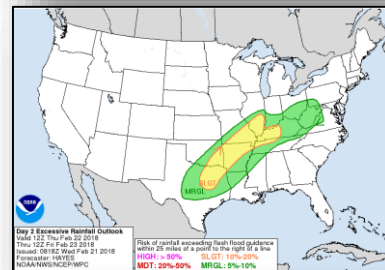 SLGT
MRGL
noaa
Day 2 Excessive Rainfall Outlook
Valid 12Z Thu Feb 22 2018
Thru 12Z Fri Feb 23 2018
Issued: 0818Z Wed Feb 21 2018
Forecaster: HAYES
NOAA/NWS/NCEP/WPC
Risk of rainfall exceeding flash flood guidance
within 25 miles of a point to the right of a line
HIGH: > 50% SLGT: 10%-20%
MDT: 20%-50% MRGL: 5%-10%